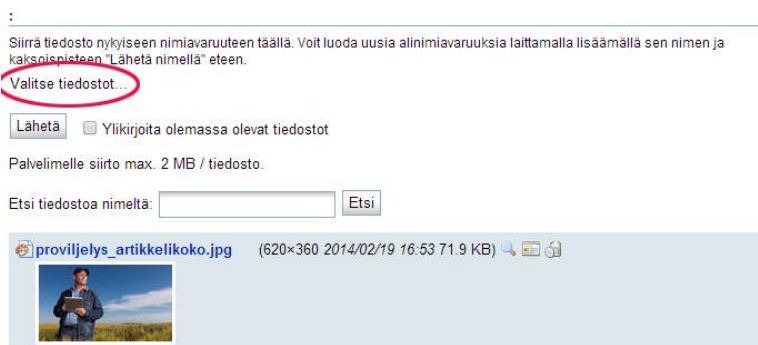 :
Siirrä tiedosto nykyiseen nimiavaruuteen täällä. Voit luoda uusia alinimiavaruuksia laittamalla lisäämällä sen nimen ja
kaksoispisteen "Lähetä nimellä" eteen.
Valitse tiedostot...
Lähetä Ylikirjoita olemassa olevat tiedostot
Palvelimelle siirto max. 2 MB / tiedosto.
Etsi tiedostoa nimeltä: Etsi
proviljelys_artikkelikoko.jpg (620×360 2014/02/19 16:53 71.9 KB)